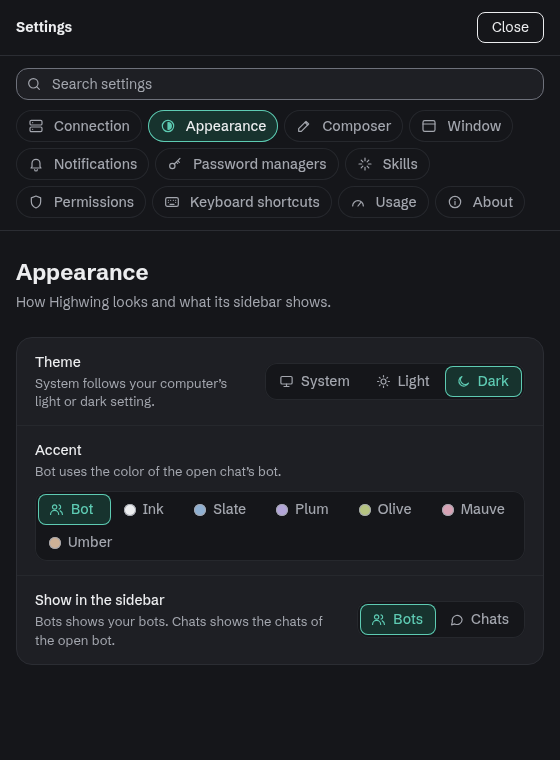 Settings
Close
Search settings
Connection
Appearance
Composer
Window
Notifications
Password managers
Skills
Permissions
Keyboard shortcuts
Usage
About
Appearance
How Highwing looks and what its sidebar shows.
Theme
System follows your computer's
light or dark setting.
System
Light
Dark
Accent
Bot uses the color of the open chat's bot.
Bot
Ink
Slate
Plum
Olive
Mauve
Umber
Show in the sidebar
Bots shows your bots. Chats shows the chats of
the open bot.
Bots
Chats